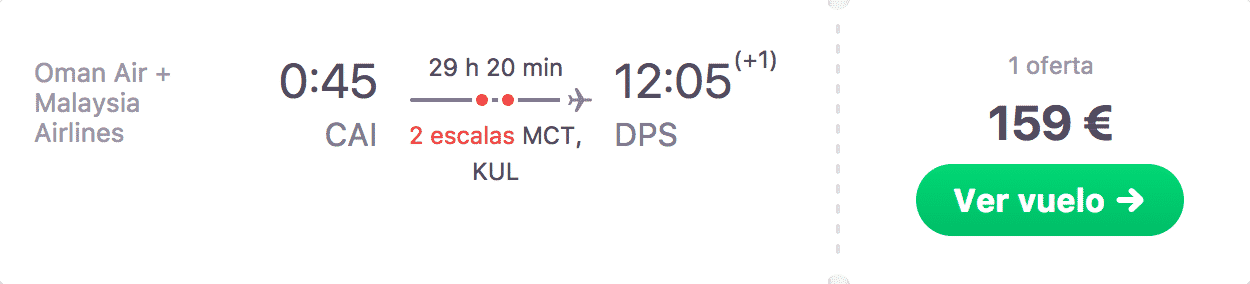 Oman Air +
Malaysia
Airlines
0:45
CAI
29 h 20 min
2 escalas MCT,
KUL
12:05(+1)
DPS
1 oferta
159 €
Ver vuelo →